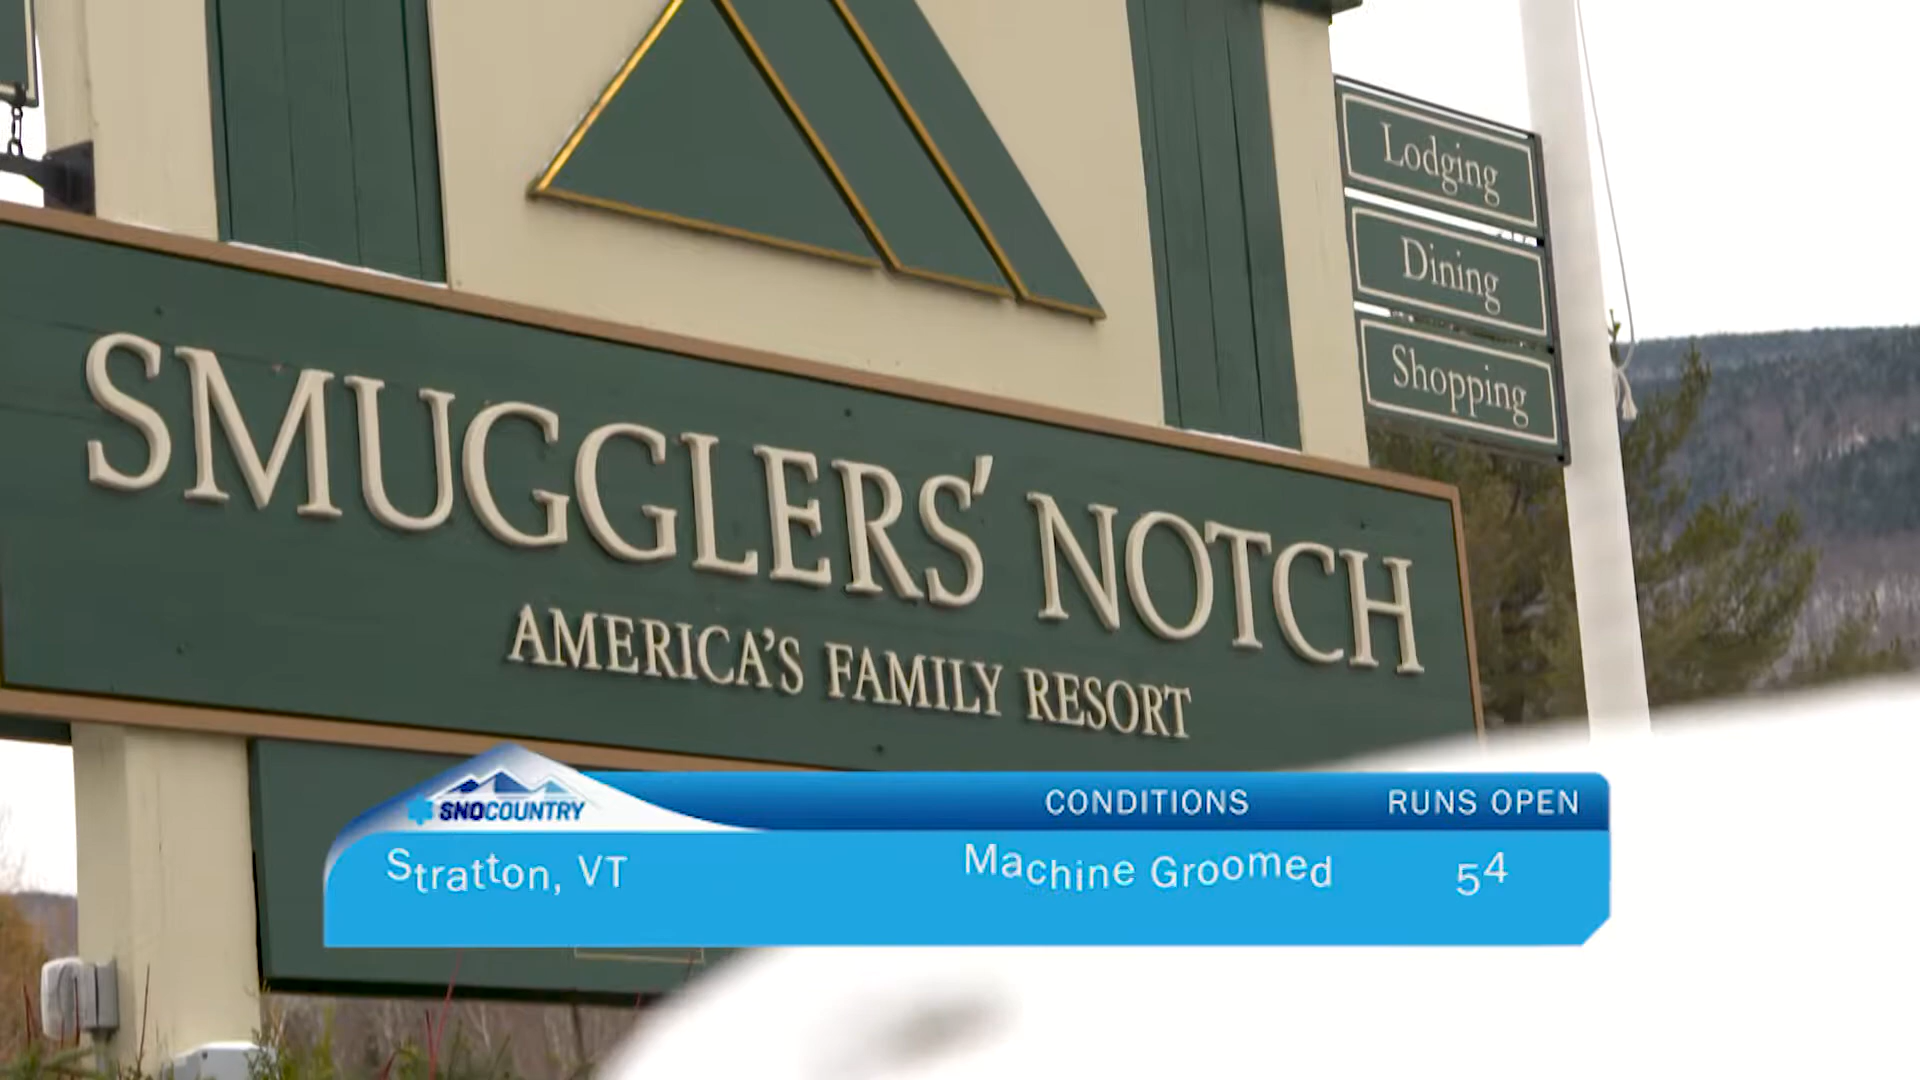 Lodging
Dining
Shopping
SMUGGLERS' NOTCH
AMERICA'S FAMILY RESORT
SNOCOUNTRY
CONDITIONS
RUNS OPEN
Stratton, VT
Machine Groomed
54